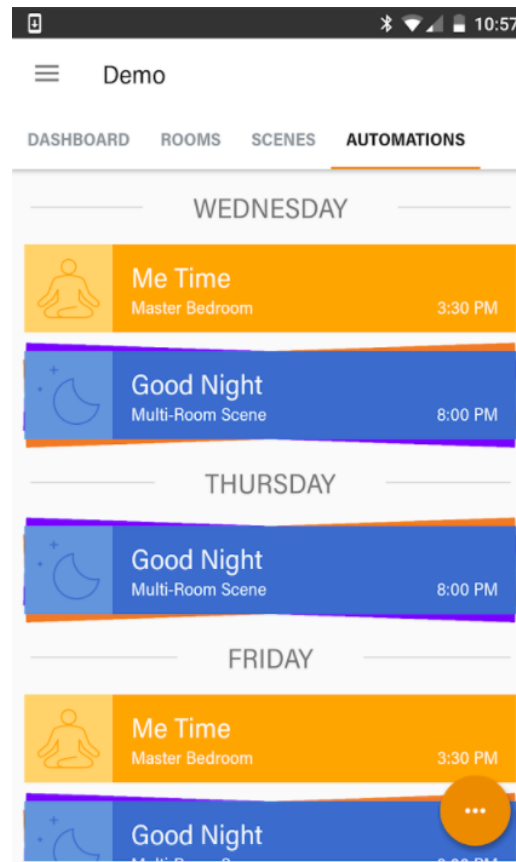 10:57
Demo
DASHBOARD ROOMS SCENES AUTOMATIONS
WEDNESDAY
Me Time
Master Bedroom 3:30 PM
Good Night
Multi-Room Scene 8:00 PM
THURSDAY
Good Night
Multi-Room Scene 8:00 PM
FRIDAY
Me Time
Master Bedroom 3:30 PM
Good Night